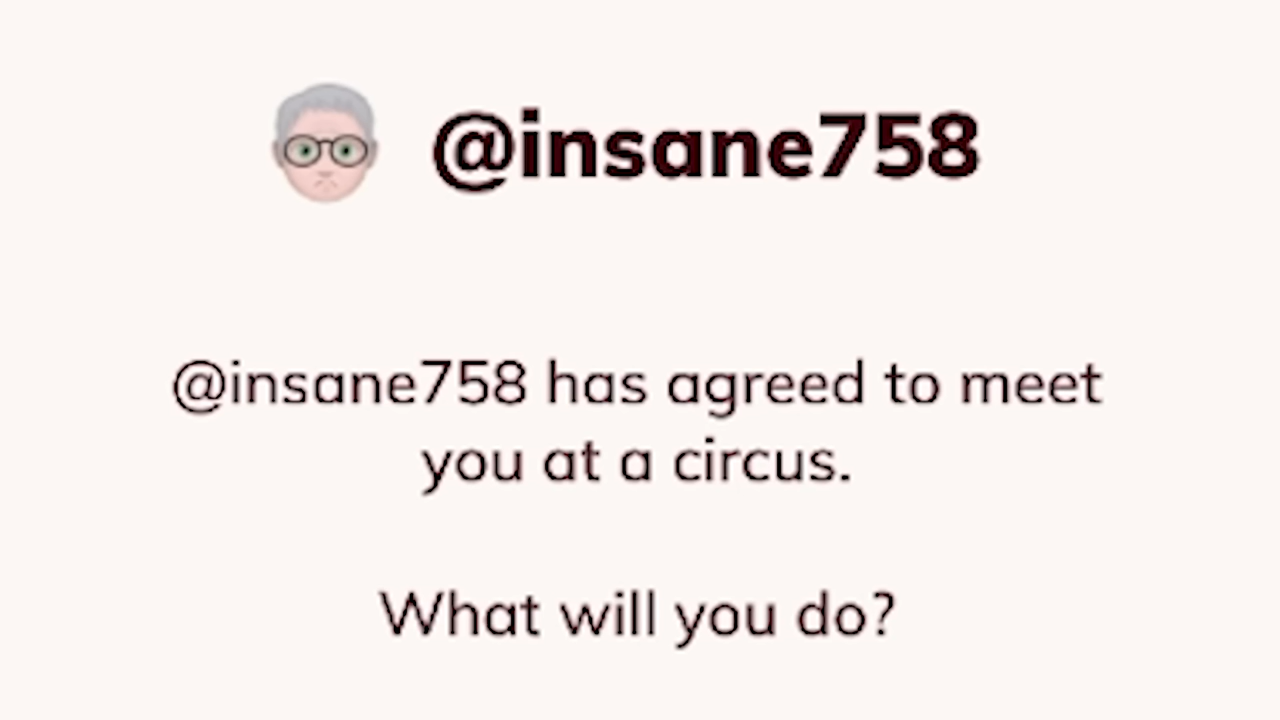 @insane758
@insane758 has agreed to meet
you at a circus.
What will you do?